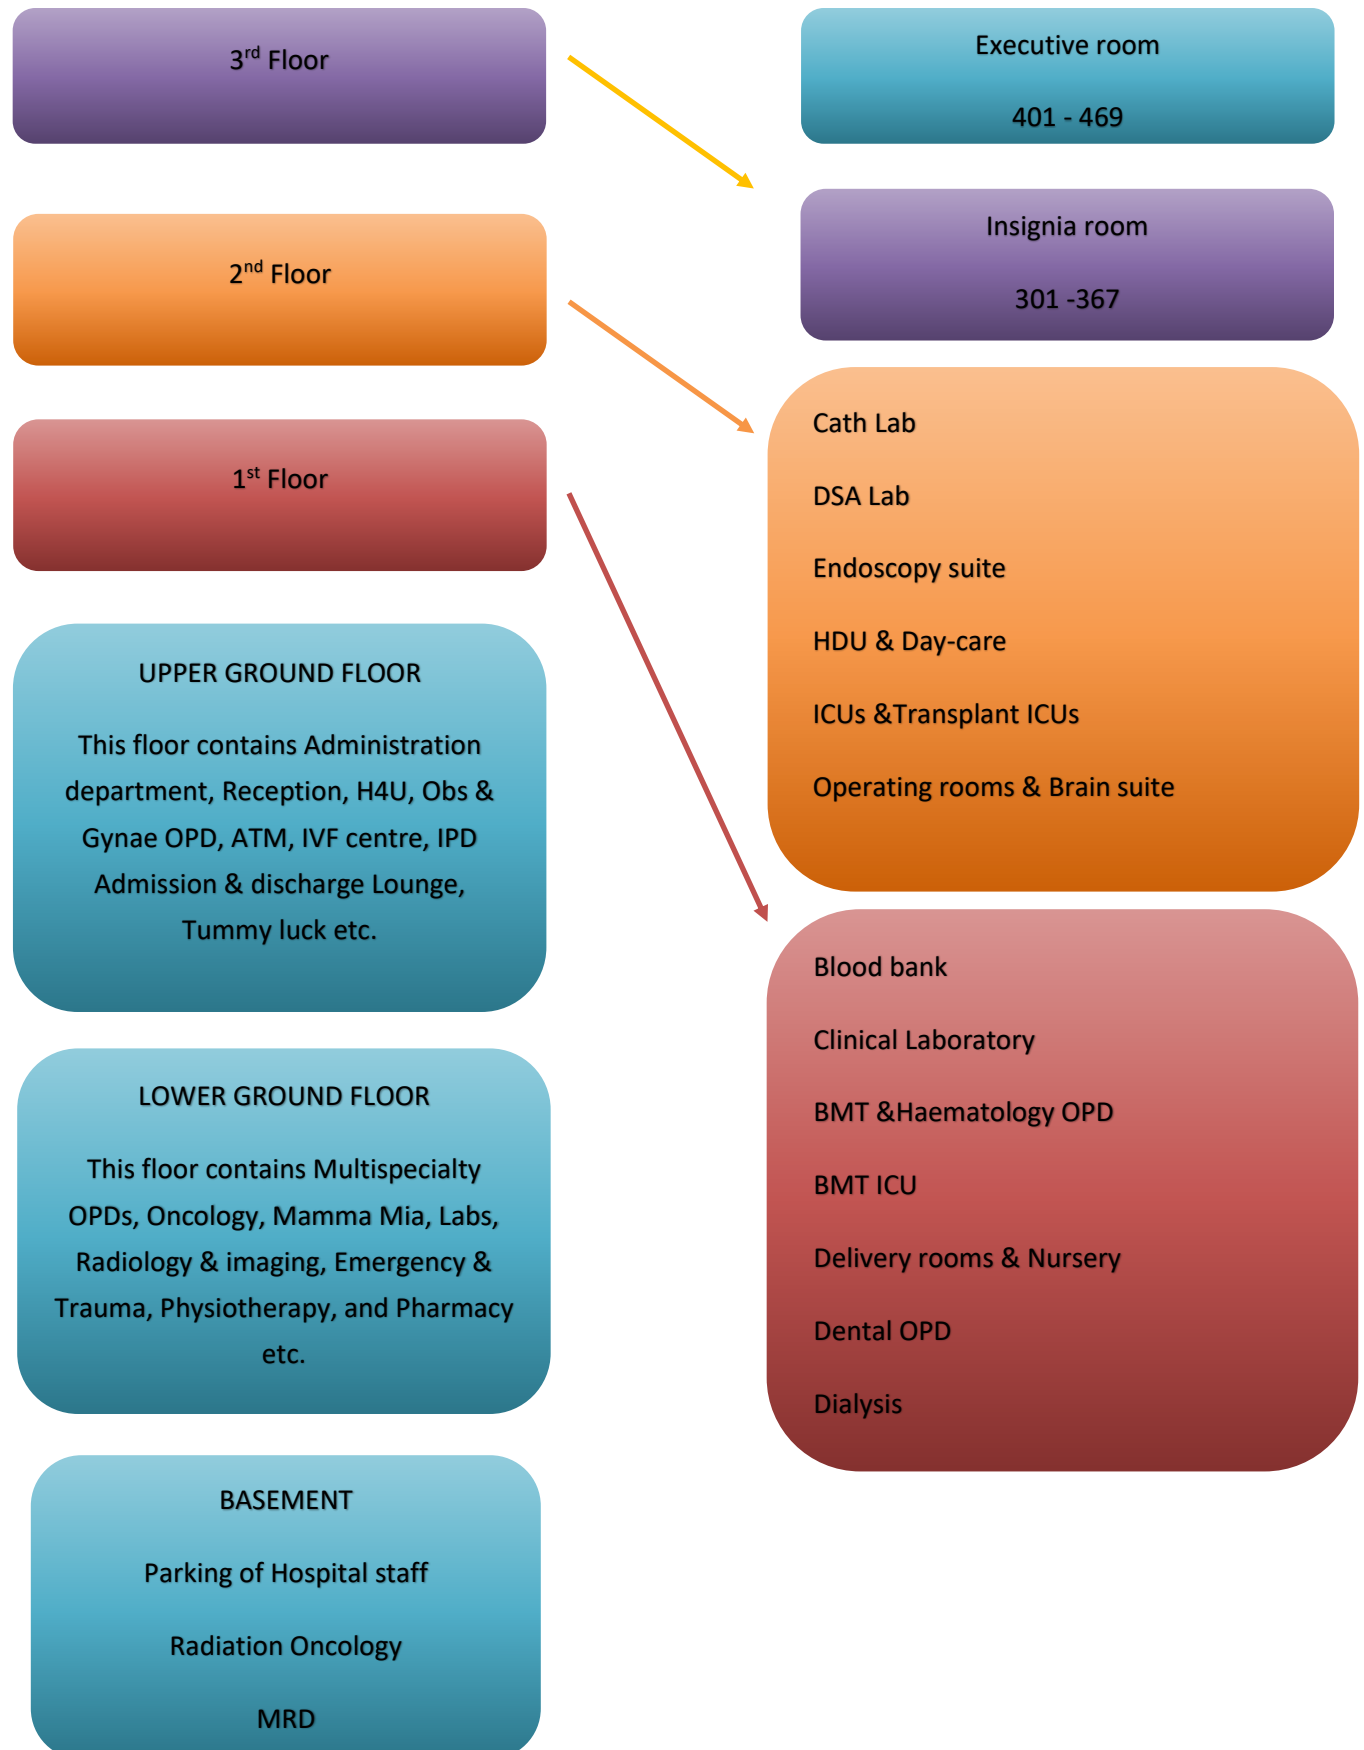 3rd Floor
2nd Floor
1st Floor
UPPER GROUND FLOOR
This floor contains Administration
department, Reception, H4U, Obs &
Gynae OPD, ATM, IVF centre, IPD
Admission & discharge Lounge,
Tummy luck etc.
LOWER GROUND FLOOR
This floor contains Multispecialty
OPDs, Oncology, Mamma Mia, Labs,
Radiology & imaging, Emergency &
Trauma, Physiotherapy, and Pharmacy
etc.
BASEMENT
Parking of Hospital staff
Radiation Oncology
MRD
Executive room
401 - 469
Insignia room
301 -367
Cath Lab
DSA Lab
Endoscopy suite
HDU & Day-care
ICUs &Transplant ICUs
Operating rooms & Brain suite
Blood bank
Clinical Laboratory
BMT &Haematology OPD
BMT ICU
Delivery rooms & Nursery
Dental OPD
Dialysis